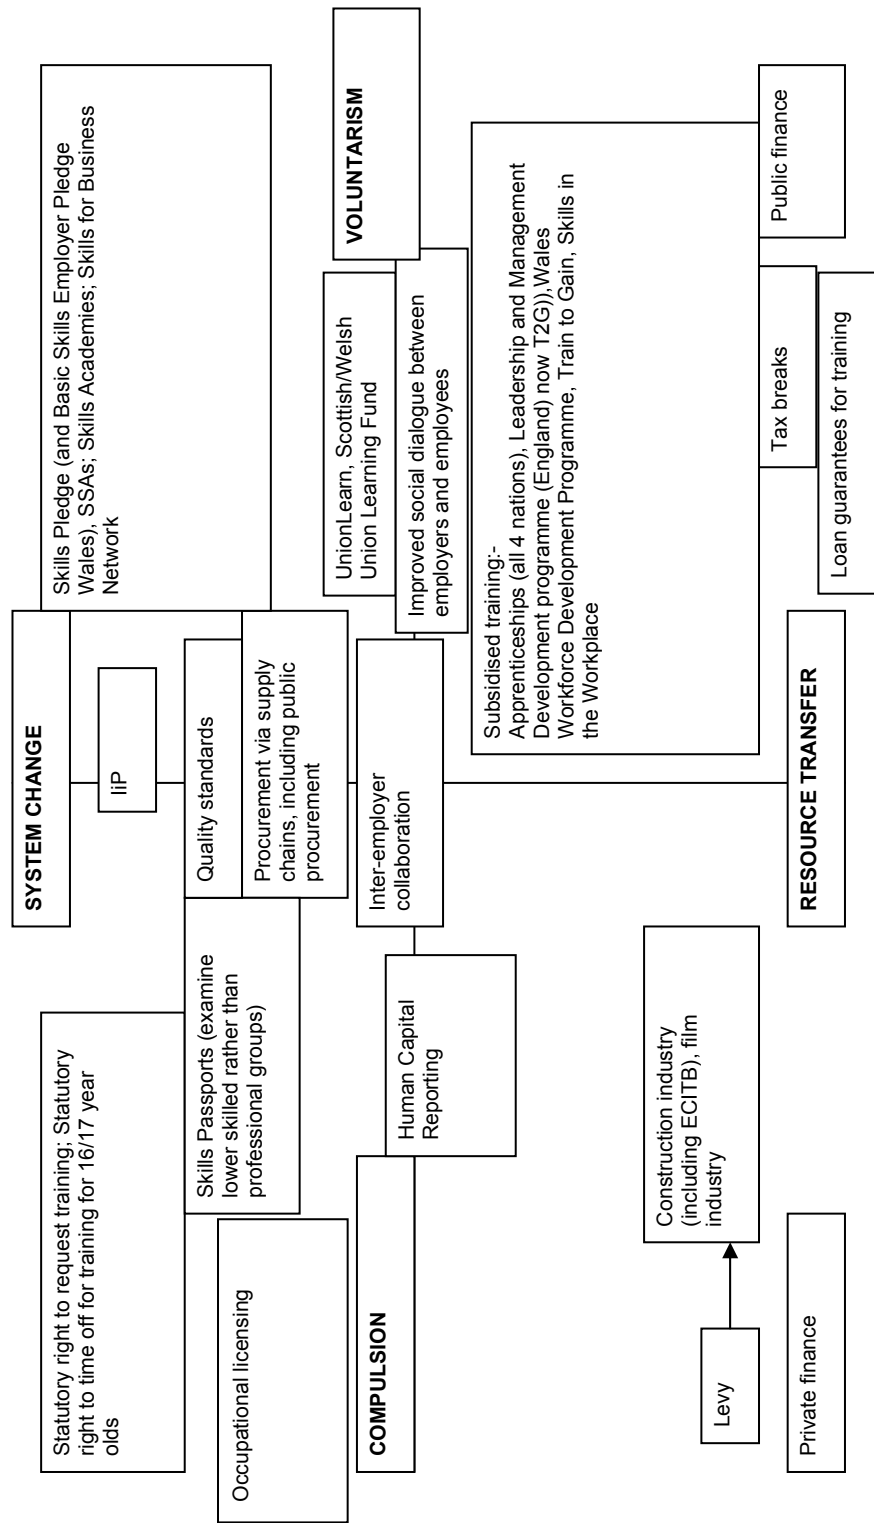 SYSTEM CHANGE
Statutory right to request training; Statutory
right to time off for training for 16/17 year
olds
IiP
Skills Pledge (and Basic Skills Employer Pledge
Wales), SSAs; Skills Academies; Skills for Business
Network
Skills Passports (examine
lower skilled rather than
professional groups)
Quality standards
Occupational licensing
Procurement via supply
chains, including public
procurement
UnionLearn, Scottish/Welsh
Union Learning Fund
VOLUNTARISM
COMPULSION
Human Capital
Reporting
Inter-employer
collaboration
Improved social dialogue between
employers and employees
Subsidised training:-
Apprenticeships (all 4 nations), Leadership and Management
Development programme (England) now T2G)),Wales
Workforce Development Programme, Train to Gain, Skills in
the Workplace
Levy
Construction industry
(including ECITB), film
industry
Private finance
RESOURCE TRANSFER
Tax breaks
Public finance
Loan guarantees for training